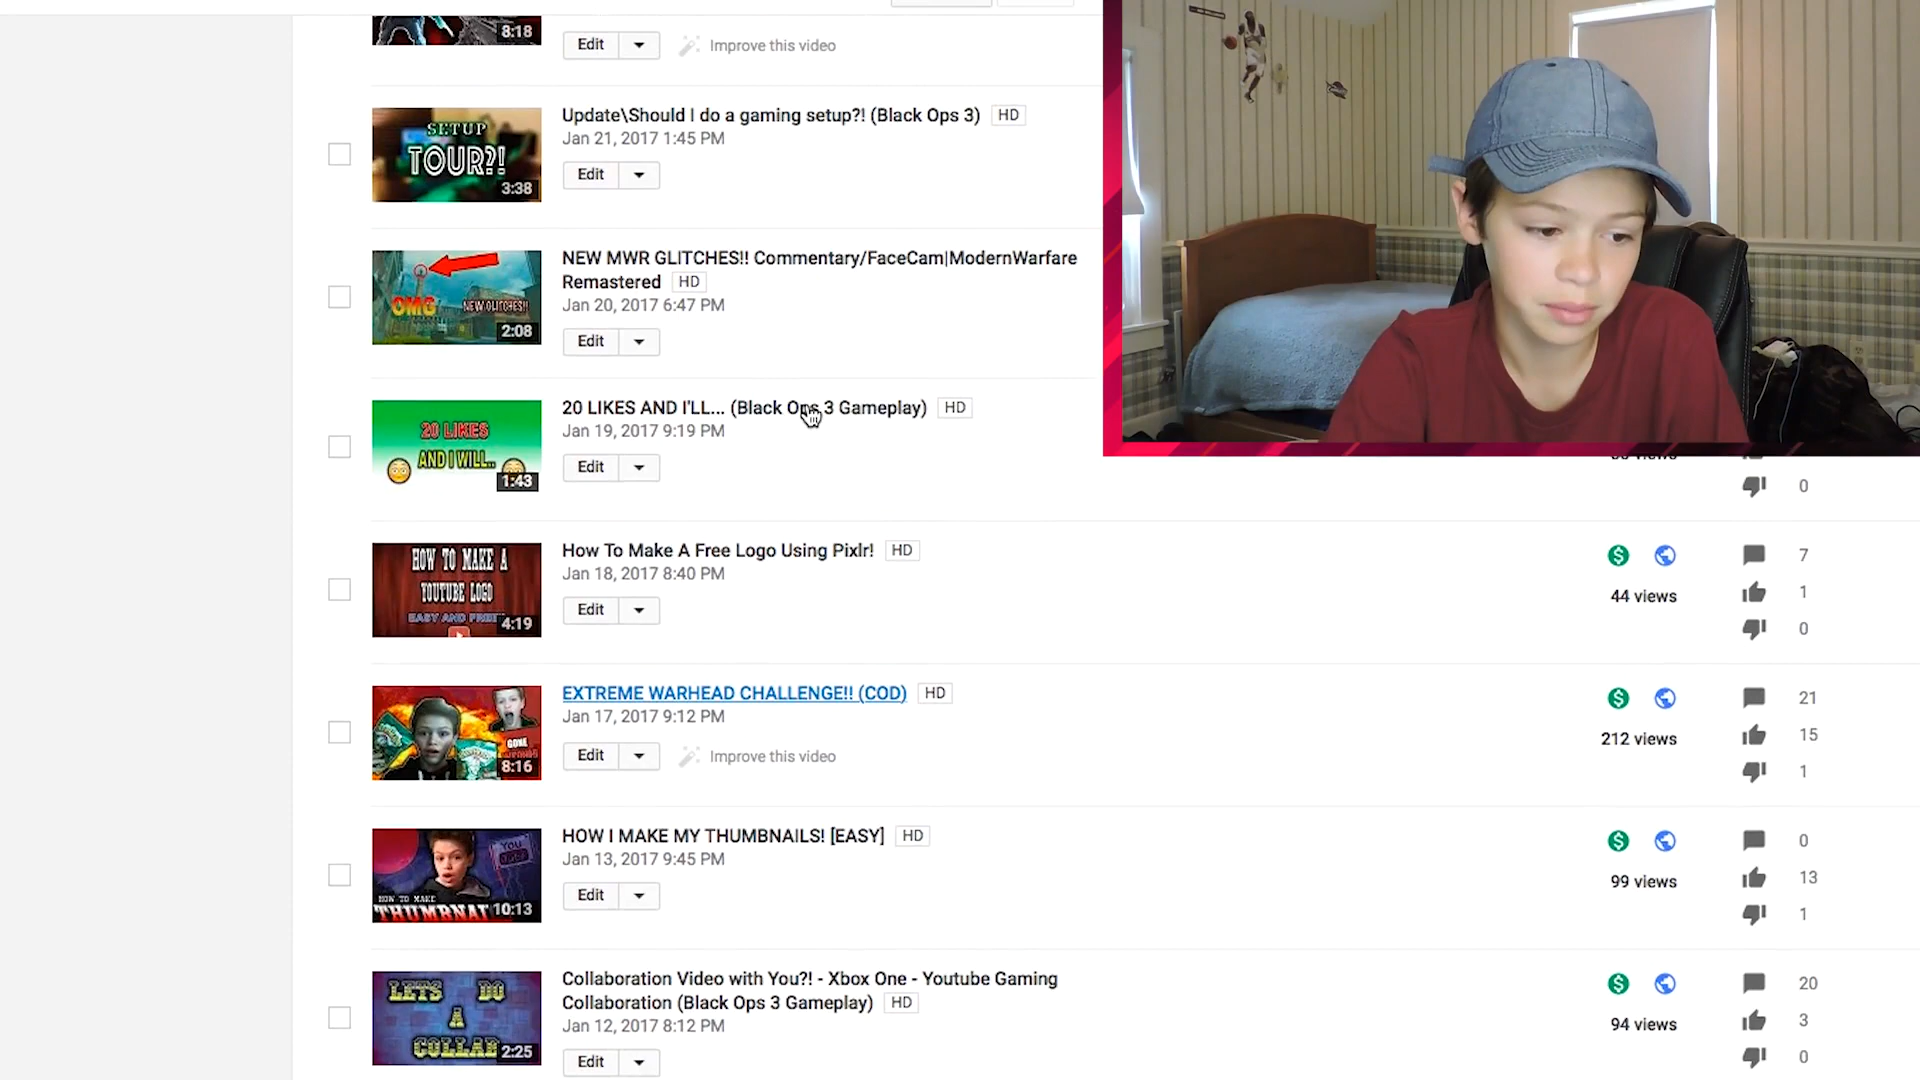 8:18
Edit
Improve this video
SETUP
TOUR?!
3:38
Update\Should I do a gaming setup?! (Black Ops 3) HD
Jan 21, 2017 1:45 PM
Edit
OMG
NEW GLITCHES!!
2:08
NEW MWR GLITCHES!! Commentary/FaceCam|ModernWarfare
Remastered HD
Jan 20, 2017 6:47 PM
Edit
20 LIKES
AND I WILL..
1:43
20 LIKES AND I'LL... (Black Ops 3 Gameplay) HD
Jan 19, 2017 9:19 PM
Edit
0
HOW TO MAKE A
YOUTUBE LOGO
EASY AND FREE
4:19
How To Make A Free Logo Using Pixlr! HD
Jan 18, 2017 8:40 PM
Edit
44 views
7
1
0
GONE
8:16
EXTREME WARHEAD CHALLENGE!! (COD) HD
Jan 17, 2017 9:12 PM
Edit
Improve this video
212 views
21
15
1
YOU
HOW TO MAKE
10:13
HOW I MAKE MY THUMBNAILS! [EASY] HD
Jan 13, 2017 9:45 PM
Edit
99 views
0
13
1
LETS DO
A
COLLAB
2:25
Collaboration Video with You?! - Xbox One - Youtube Gaming
Collaboration (Black Ops 3 Gameplay) HD
Jan 12, 2017 8:12 PM
Edit
94 views
20
3
0